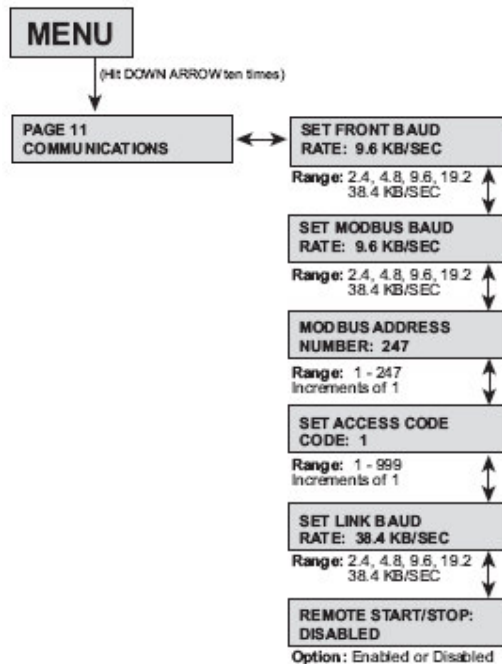 MENU
(Hit DOWN ARROW ten times)
PAGE 11
COMMUNICATIONS
SET FRONT BAUD
RATE: 9.6 KB/SEC
Range: 2.4, 4.8, 9.6, 19.2
38.4 KB/SEC
SET MODBUS BAUD
RATE: 9.6 KB/SEC
Range: 2.4, 4.8, 9.6, 19.2
38.4 KB/SEC
MODBUS ADDRESS
NUMBER: 247
Range: 1 - 247
Increments of 1
SET ACCESS CODE
CODE: 1
Range: 1 - 999
Increments of 1
SET LINK BAUD
RATE: 38.4 KB/SEC
Range: 2.4, 4.8, 9.6, 19.2
38.4 KB/SEC
REMOTE START/STOP:
DISABLED
Option: Enabled or Disabled